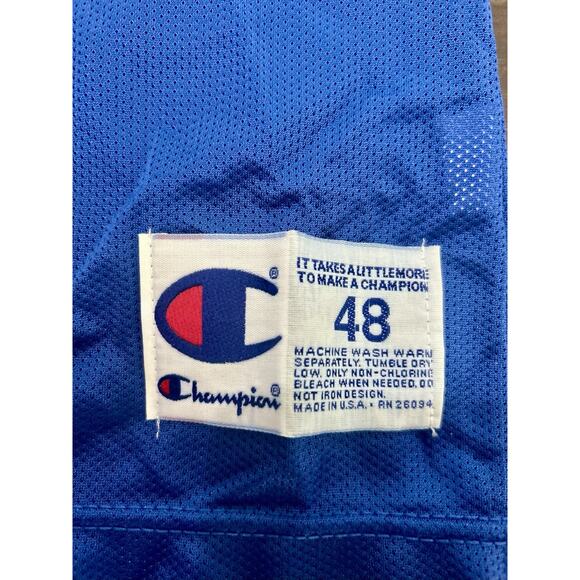 ®
Champion®
IT TAKES A LITTLE MORE
TO MAKE A CHAMPION
48
MACHINE WASH WARM
SEPARATELY. TUMBLE DRY
LOW. ONLY NON-CHLORINE
BLEACH WHEN NEEDED. DO
NOT IRON DESIGN.
MADE IN U.S.A. • RN 26094